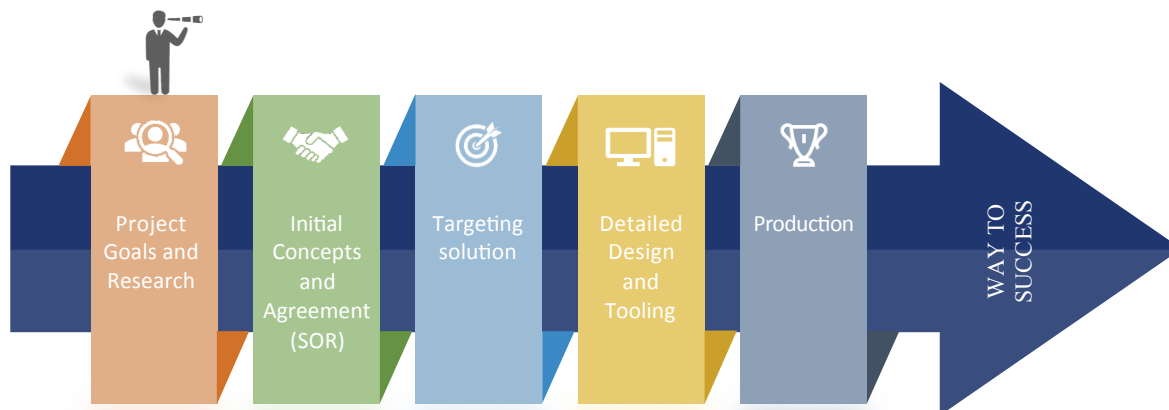 Project
Goals and
Research
Initial
Concepts
and
Agreement
(SOR)
Targeting
solution
Detailed
Design
and
Tooling
Production
WAY TO
SUCCESS